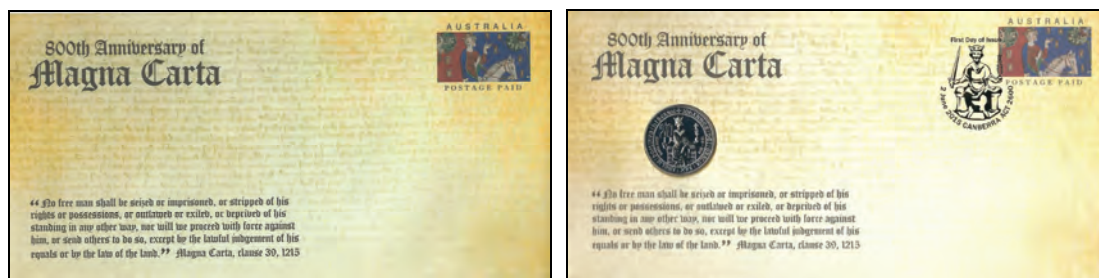 800th Anniversary of
Magna Carta
AUSTRALIA
POSTAGE PAID
“ No free man shall be seized or imprisoned, or stripped of his
rights or possessions, or outlawed or exiled, or deprived of his
standing in any other way, nor will we proceed with force against
him, or send others to do so, except by the lawful judgement of his
equals or by the law of the land.” Magna Carta, clause 39, 1215
800th Anniversary of
Magna Carta
AUSTRALIA
POSTAGE PAID
First Day of Issue
2 June 2015 CANBERRA ACT 2600
“ No free man shall be seized or imprisoned, or stripped of his
rights or possessions, or outlawed or exiled, or deprived of his
standing in any other way, nor will we proceed with force against
him, or send others to do so, except by the lawful judgement of his
equals or by the law of the land.” Magna Carta, clause 39, 1215